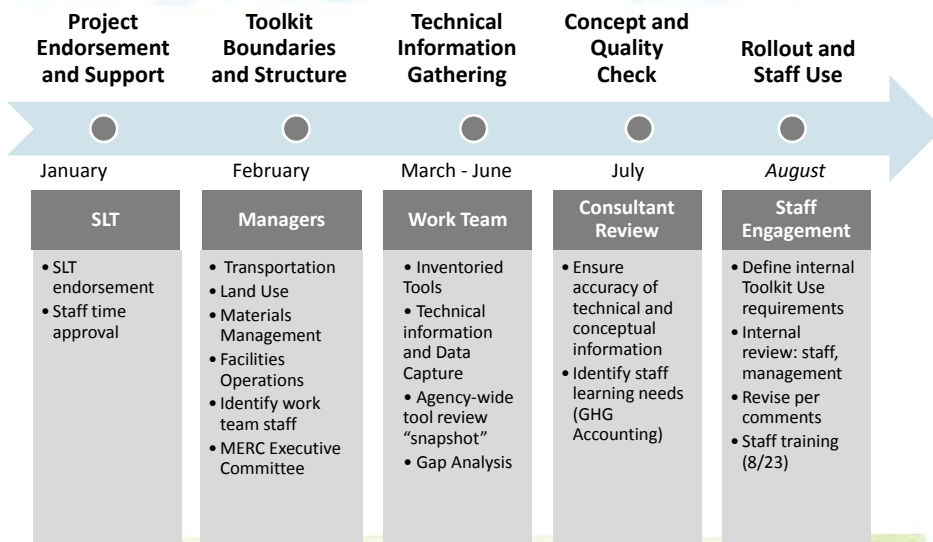 Project
Endorsement
and Support
Toolkit
Boundaries
and Structure
Technical
Information
Gathering
Concept and
Quality
Check
Rollout and
Staff Use
January
February
March - June
July
August
SLT
• SLT
endorsement
• Staff time
approval
Managers
• Transportation
• Land Use
• Materials
Management
• Facilities
Operations
• Identify work
team staff
• MERC Executive
Committee
Work Team
• Inventoried
Tools
• Technical
information
and Data
Capture
• Agency-wide
tool review
“snapshot”
• Gap Analysis
Consultant
Review
• Ensure
accuracy of
technical and
conceptual
information
• Identify staff
learning needs
(GHG
Accounting)
Staff
Engagement
• Define internal
Toolkit Use
requirements
• Internal
review: staff,
management
• Revise per
comments
• Staff training
(8/23)